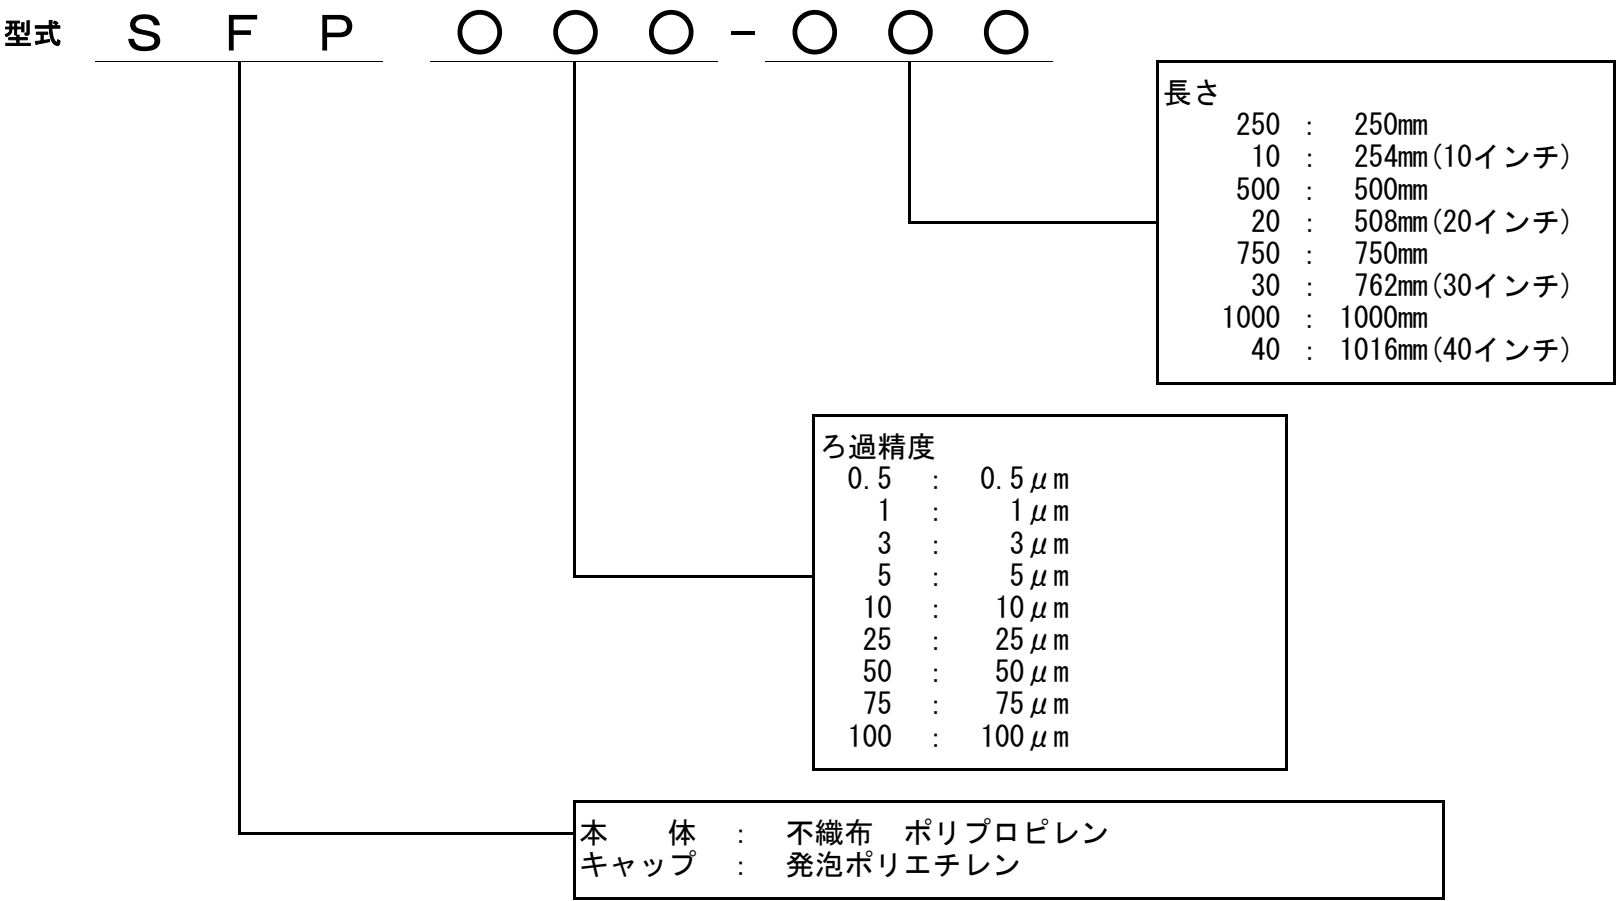 型式 SFP ○○○-○○○
長さ
250 : 250mm
10 : 254mm(10インチ)
500 : 500mm
20 : 508mm(20インチ)
750 : 750mm
30 : 762mm(30インチ)
1000 : 1000mm
40 : 1016mm(40インチ)
ろ過精度
0.5 : 0.5μm
1 : 1μm
3 : 3μm
5 : 5μm
10 : 10μm
25 : 25μm
50 : 50μm
75 : 75μm
100 : 100μm
本 体 : 不織布 ポリプロピレン
キャップ : 発泡ポリエチレン